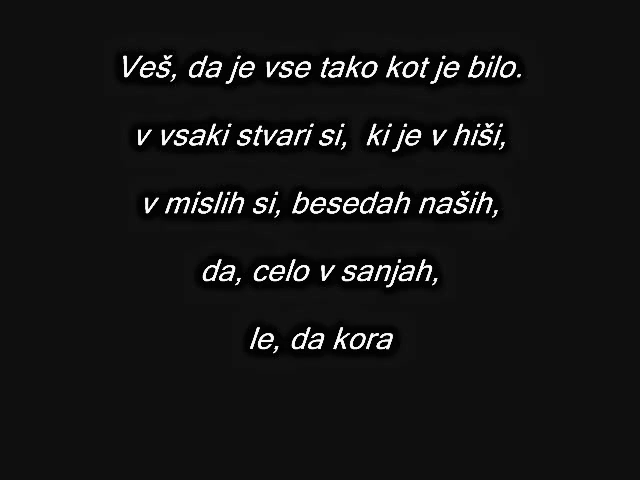 Veš, da je vse tako kot je bilo.
v vsaki stvari si, ki je v hiši,
v mislih si, besedah naših,
da, celo v sanjah,
le, da kora